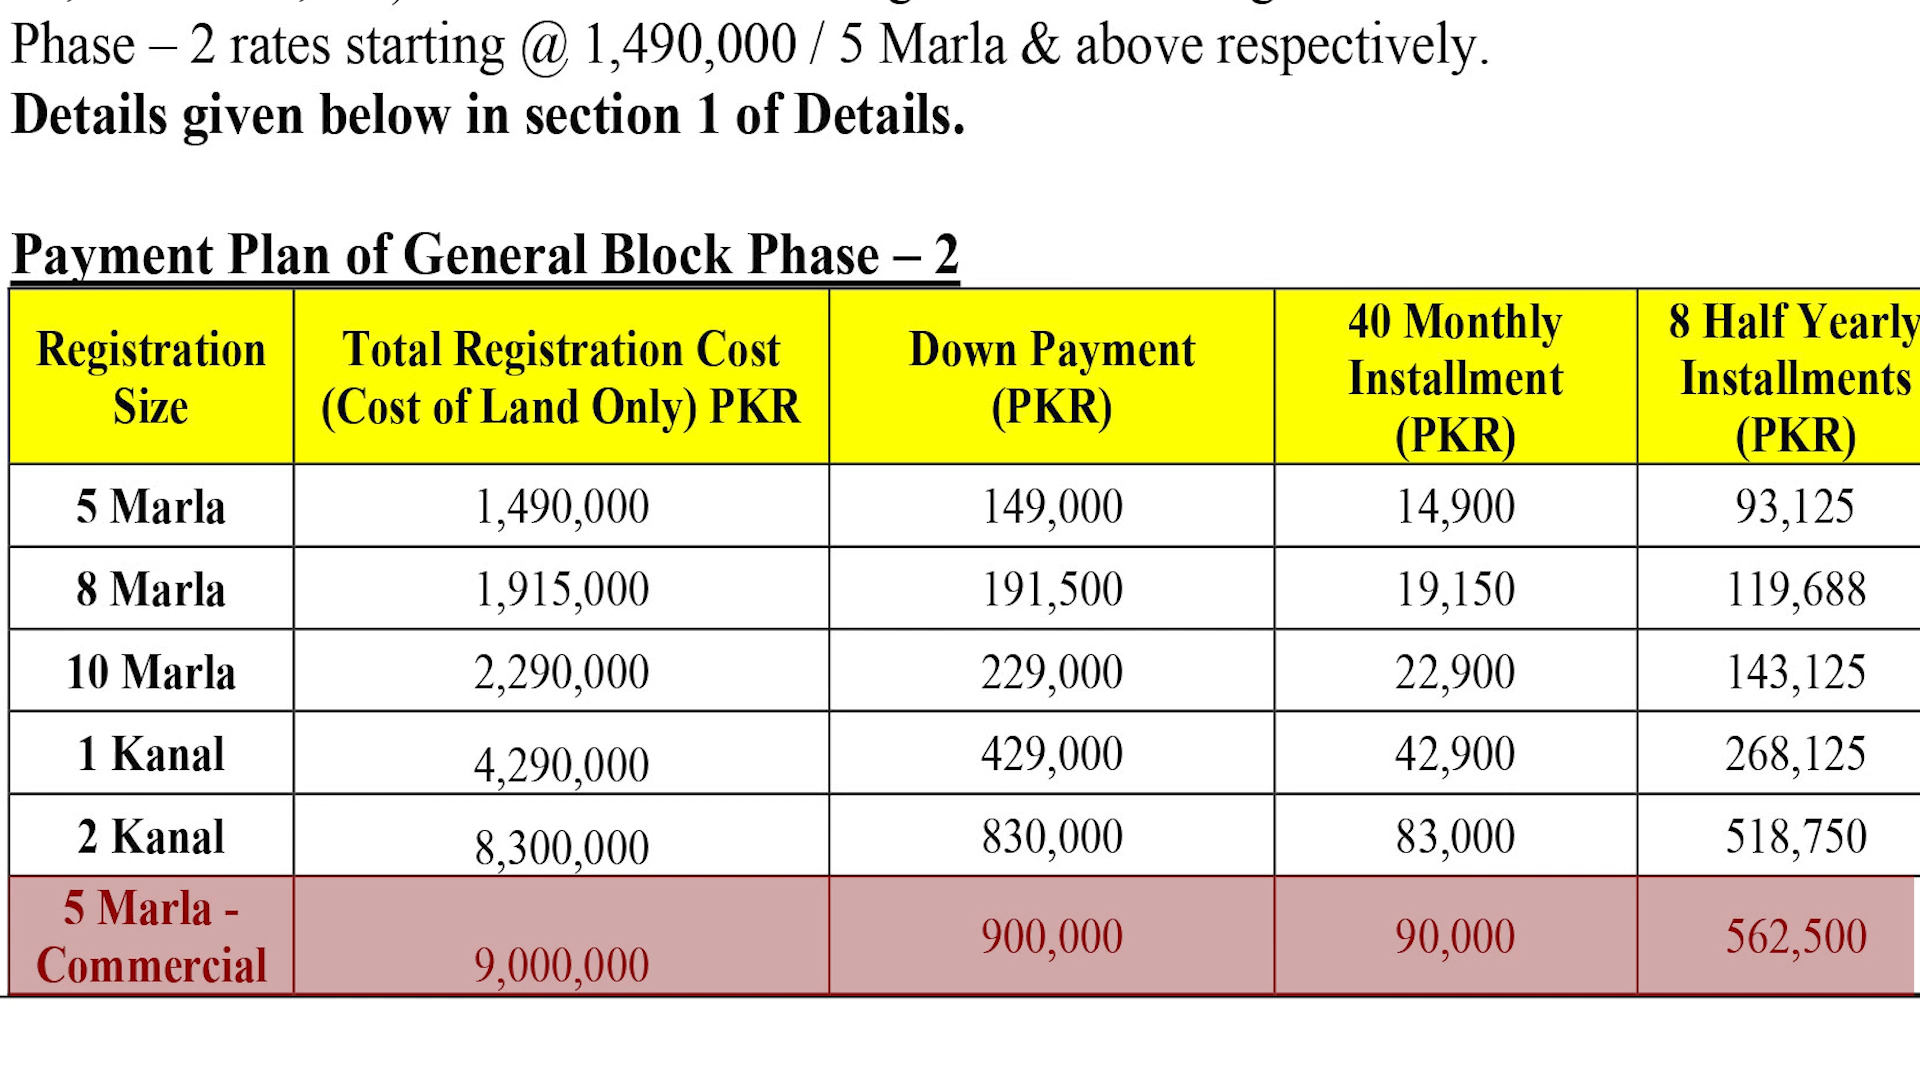 Phase – 2 rates starting @ 1,490,000 / 5 Marla & above respectively.
Details given below in section 1 of Details.
Payment Plan of General Block Phase – 2
Registration Size | Total Registration Cost (Cost of Land Only) PKR | Down Payment (PKR) | 40 Monthly Installment (PKR) | 8 Half Yearly Installments (PKR)
5 Marla | 1,490,000 | 149,000 | 14,900 | 93,125
8 Marla | 1,915,000 | 191,500 | 19,150 | 119,688
10 Marla | 2,290,000 | 229,000 | 22,900 | 143,125
1 Kanal | 4,290,000 | 429,000 | 42,900 | 268,125
2 Kanal | 8,300,000 | 830,000 | 83,000 | 518,750
5 Marla - Commercial | 9,000,000 | 900,000 | 90,000 | 562,500